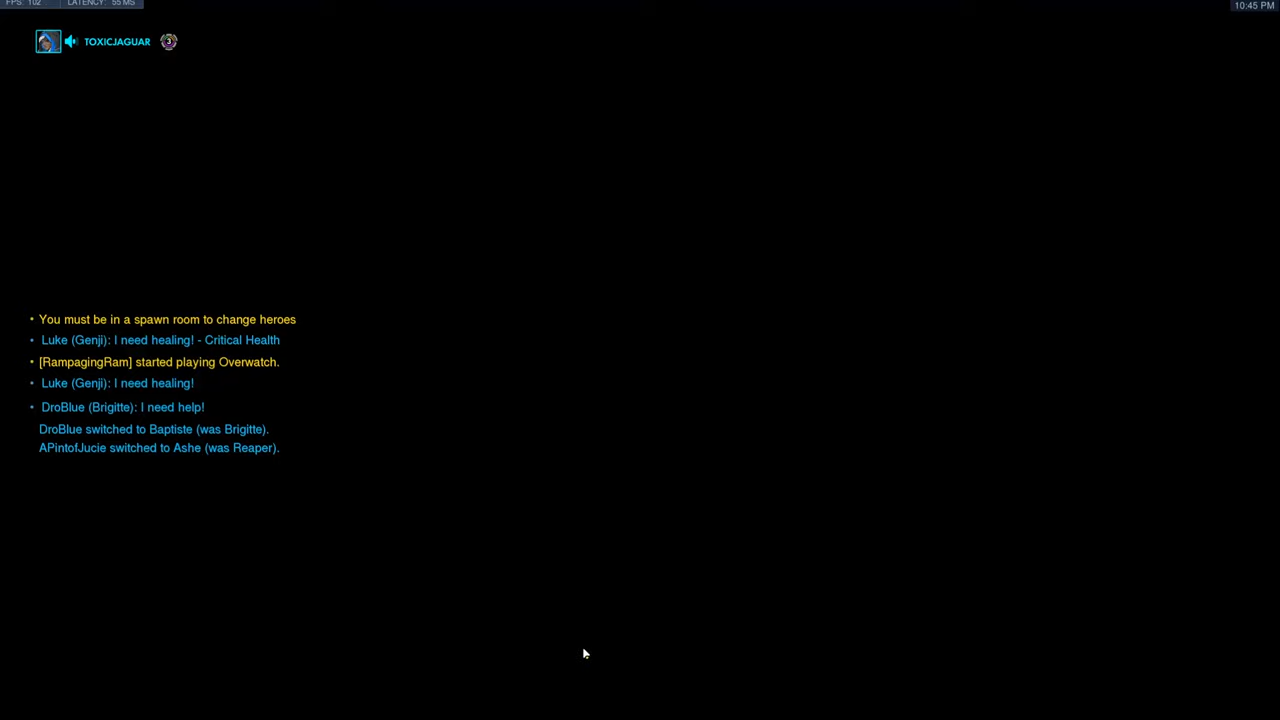 FPS: 102 LATENCY: 55 MS
10:45 PM
TOXICJAGUAR 3
You must be in a spawn room to change heroes
Luke (Genji): I need healing! - Critical Health
[RampagingRam] started playing Overwatch.
Luke (Genji): I need healing!
DroBlue (Brigitte): I need help!
DroBlue switched to Baptiste (was Brigitte).
APintofJucie switched to Ashe (was Reaper).